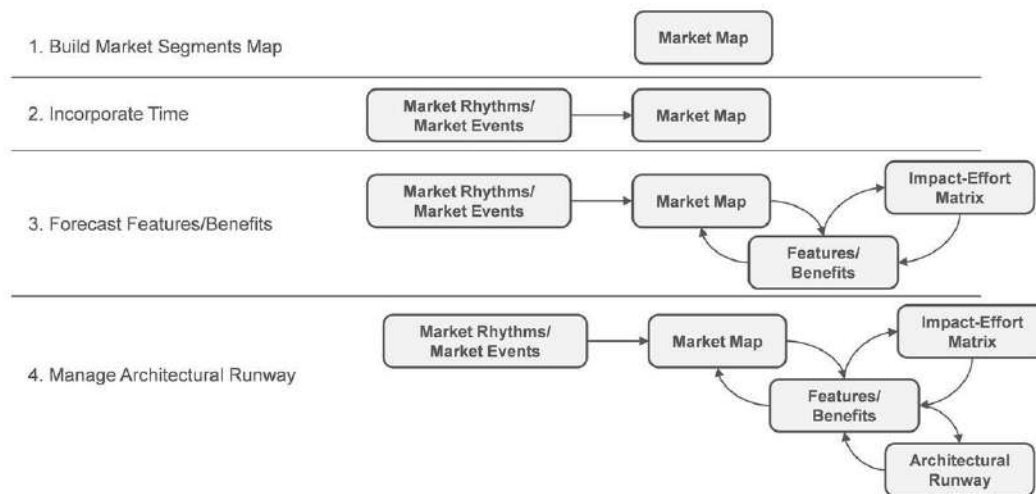 1. Build Market Segments Map
Market Map
2. Incorporate Time
Market Rhythms/
Market Events
Market Map
3. Forecast Features/Benefits
Market Rhythms/
Market Events
Market Map
Impact-Effort
Matrix
Features/
Benefits
4. Manage Architectural Runway
Market Rhythms/
Market Events
Market Map
Impact-Effort
Matrix
Features/
Benefits
Architectural
Runway